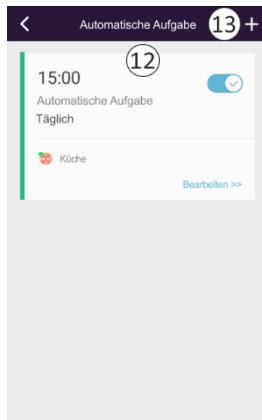 Automatische Aufgabe 13 +
12
15:00
Automatische Aufgabe
Täglich
Küche
Bearbeiten >>